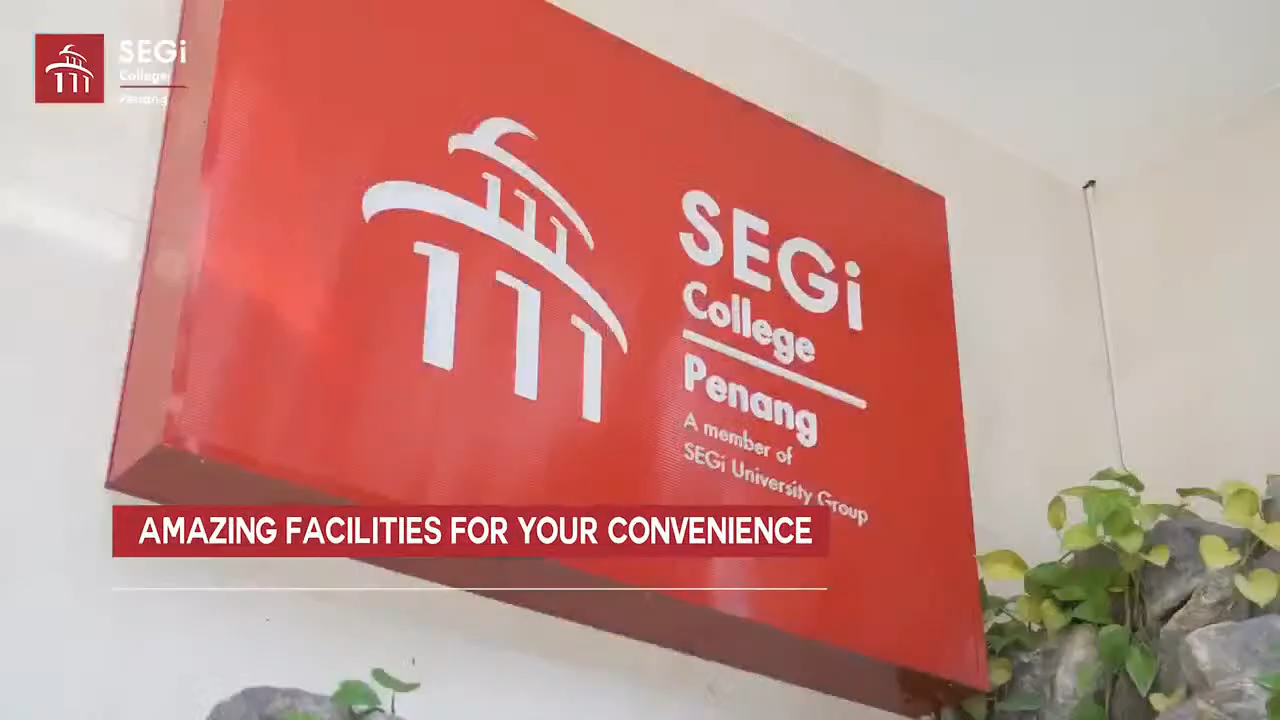 SEGi
College
Penang
SEGi
College
Penang
A member of
SEGi University Group
AMAZING FACILITIES FOR YOUR CONVENIENCE